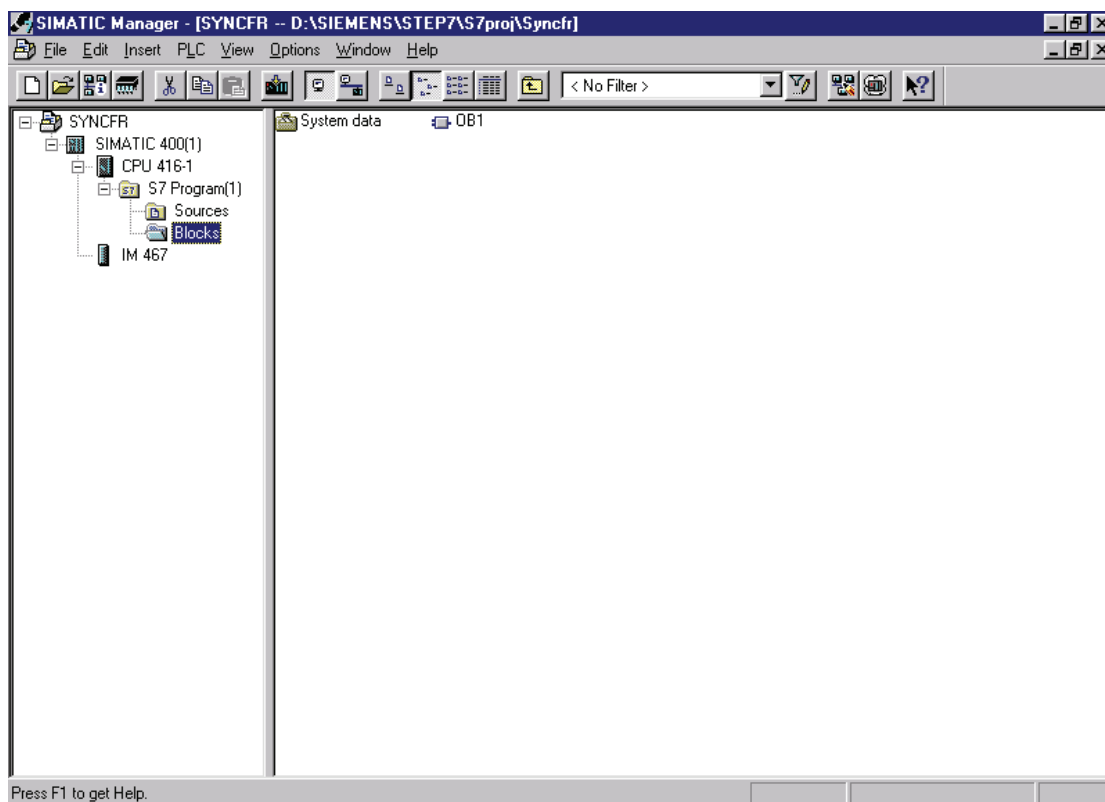 SIMATIC Manager - [SYNCFR -- D:\SIEMENS\STEP7\S7proj\Syncfr]
File Edit Insert PLC View Options Window Help
< No Filter >
SYNCFR
SIMATIC 400(1)
CPU 416-1
S7 Program(1)
Sources
Blocks
IM 467
System data OB1
Press F1 to get Help.